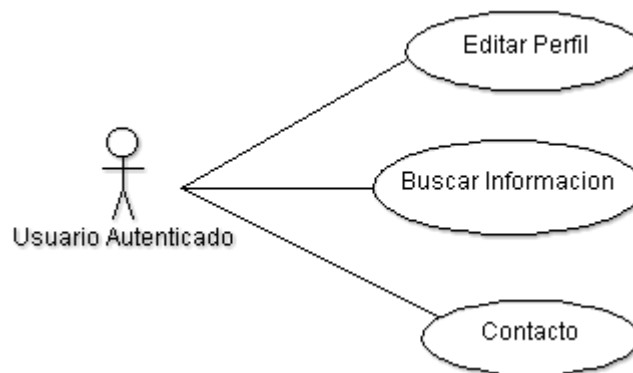 Editar Perfil
Buscar Informacion
Usuario Autenticado
Contacto